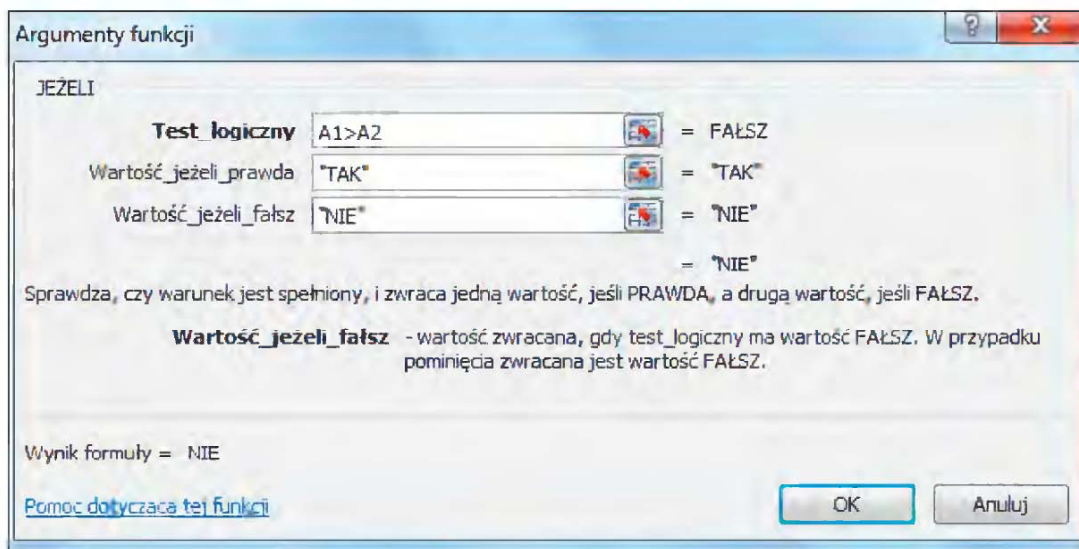 Argumenty funkcji
JEŻELI
Test_logiczny A1>A2 = FAŁSZ
Wartość_jeżeli_prawda "TAK" = "TAK"
Wartość_jeżeli_fałsz "NIE" = "NIE"
= "NIE"
Sprawdza, czy warunek jest spełniony, i zwraca jedną wartość, jeśli PRAWDA, a drugą wartość, jeśli FAŁSZ.
Wartość_jeżeli_fałsz - wartość zwracana, gdy test_logiczny ma wartość FAŁSZ. W przypadku
pominięcia zwracana jest wartość FAŁSZ.
Wynik formuły = NIE
Pomoc dotycząca tej funkcji
OK Anuluj